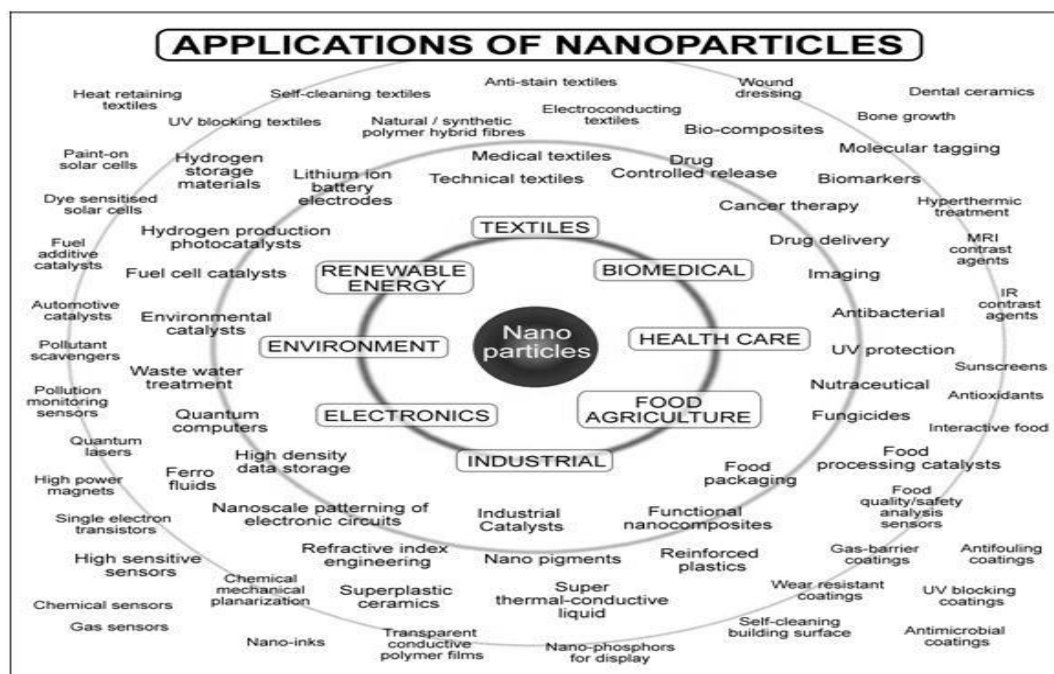 APPLICATIONS OF NANOPARTICLES
Anti-stain textiles
Wound
dressing
Heat retaining
textiles
Self-cleaning textiles
Dental ceramics
UV blocking textiles
Natural / synthetic
polymer hybrid fibres
Electroconducting
textiles
Bio-composites
Bone growth
Paint-on
solar cells
Hydrogen
storage
materials
Lithium ion
battery
electrodes
Medical textiles
Technical textiles
Drug
Controlled release
Molecular tagging
Biomarkers
Dye sensitised
solar cells
Cancer therapy
Hyperthermic
treatment
Hydrogen production
photocatalysts
TEXTILES
Drug delivery
MRI
contrast
agents
Fuel
additive
catalysts
Fuel cell catalysts
RENEWABLE
ENERGY
BIOMEDICAL
Imaging
Automotive
catalysts
Environmental
catalysts
Nano
particles
Antibacterial
IR
contrast
agents
Pollutant
scavengers
ENVIRONMENT
HEALTH CARE
UV protection
Sunscreens
Waste water
treatment
Nutraceutical
Antioxidants
Pollution
monitoring
sensors
Quantum
computers
ELECTRONICS
FOOD
AGRICULTURE
Fungicides
Interactive food
Quantum
lasers
High density
data storage
INDUSTRIAL
Food
packaging
Food
processing catalysts
High power
magnets
Ferro
fluids
Food
quality/safety
analysis
sensors
Single electron
transistors
Nanoscale patterning of
electronic circuits
Industrial
Catalysts
Functional
nanocomposites
High sensitive
sensors
Refractive index
engineering
Nano pigments
Reinforced
plastics
Gas-barrier
coatings
Antifouling
coatings
Chemical
mechanical
planarization
Superplastic
ceramics
Super
thermal-conductive
liquid
Wear resistant
coatings
UV blocking
coatings
Chemical sensors
Gas sensors
Nano-inks
Transparent
conductive
polymer films
Nano-phosphors
for display
Self-cleaning
building surface
Antimicrobial
coatings